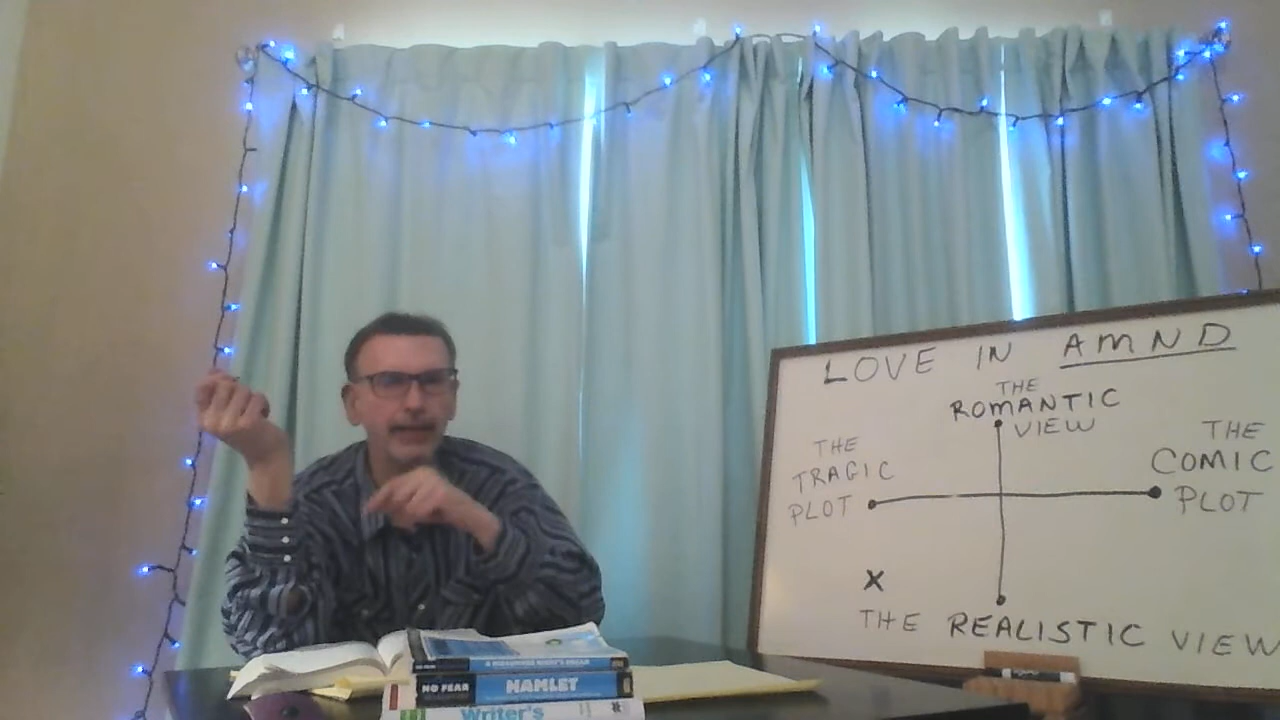 LOVE IN AMND
THE
ROMANTIC
VIEW
THE
TRAGIC
PLOT
THE
COMIC
PLOT
X
THE REALISTIC VIEW
A MIDSUMMER NIGHT'S DREAM
NO FEAR HAMLET
Writer's